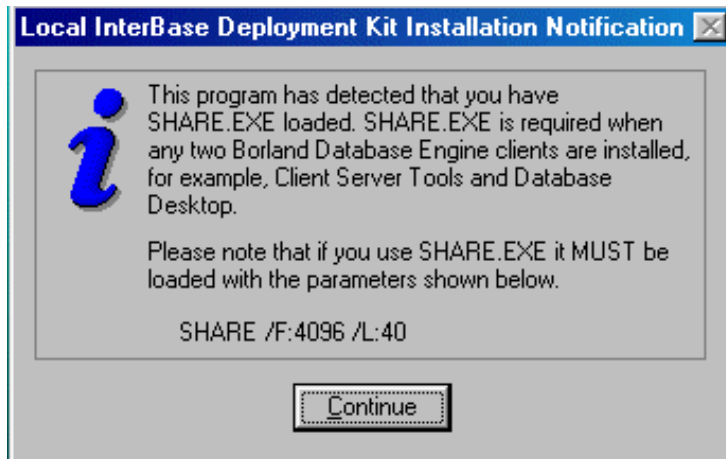 Local InterBase Deployment Kit Installation Notification
This program has detected that you have
SHARE.EXE loaded. SHARE.EXE is required when
any two Borland Database Engine clients are installed,
for example, Client Server Tools and Database
Desktop.
Please note that if you use SHARE.EXE it MUST be
loaded with the parameters shown below.
SHARE /F:4096 /L:40
Continue